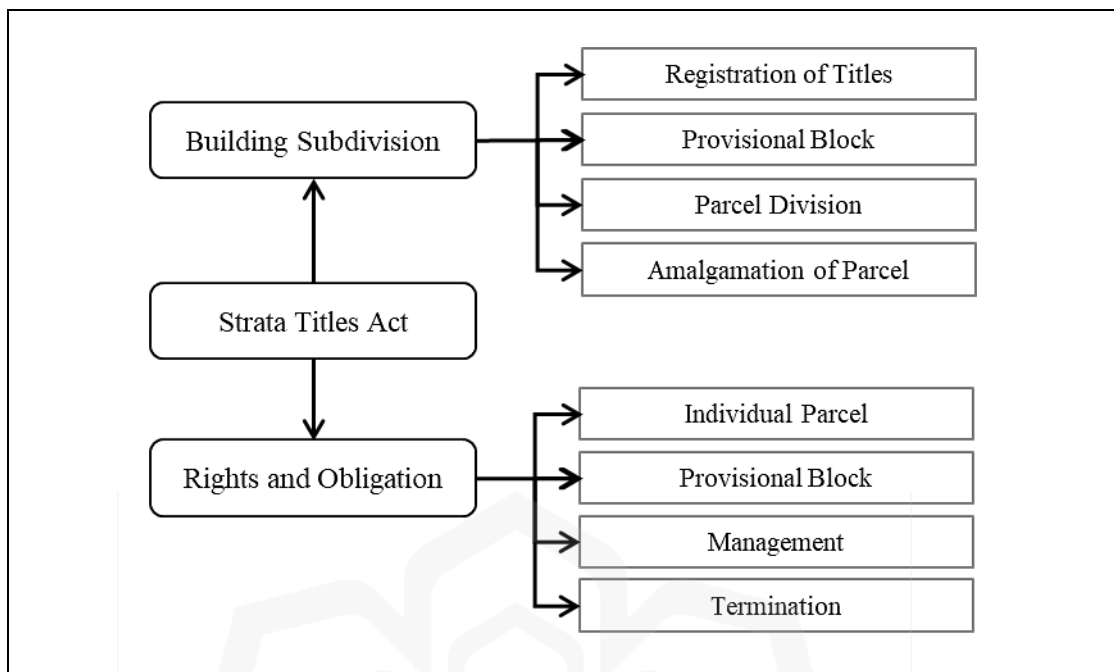 Building Subdivision
Registration of Titles
Provisional Block
Parcel Division
Amalgamation of Parcel
Strata Titles Act
Rights and Obligation
Individual Parcel
Provisional Block
Management
Termination